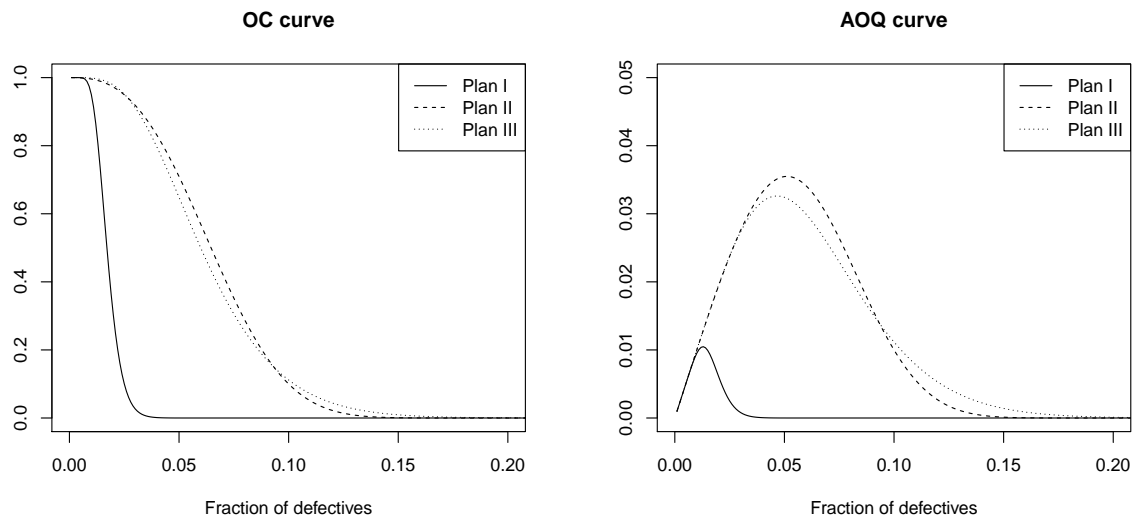 OC curve
1.0
0.8
0.6
0.4
0.2
0.0
Plan I
Plan II
Plan III
0.00 0.05 0.10 0.15 0.20
Fraction of defectives
AOQ curve
0.05
0.04
0.03
0.02
0.01
0.00
Plan I
Plan II
Plan III
0.00 0.05 0.10 0.15 0.20
Fraction of defectives